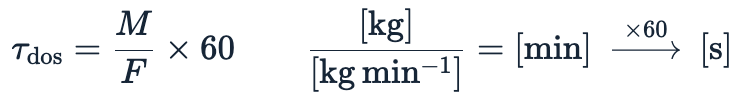 τ_dos = M/F × 60    [kg]/[kg min⁻¹] = [min] —×60→ [s]